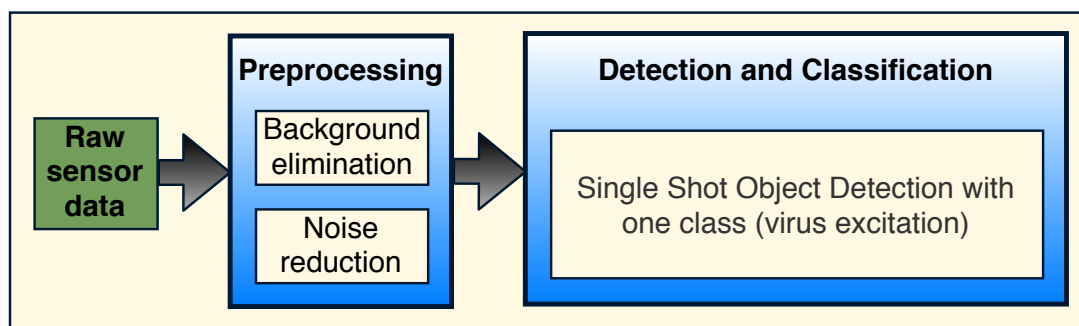 Raw
sensor
data
Preprocessing
Background
elimination
Noise
reduction
Detection and Classification
Single Shot Object Detection with
one class (virus excitation)